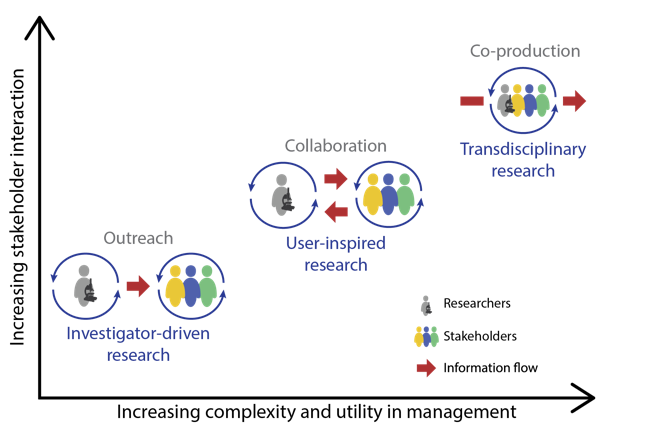 Co-production
Transdisciplinary
research
Collaboration
User-inspired
research
Outreach
Investigator-driven
research
Researchers
Stakeholders
Information flow
Increasing stakeholder interaction
Increasing complexity and utility in management